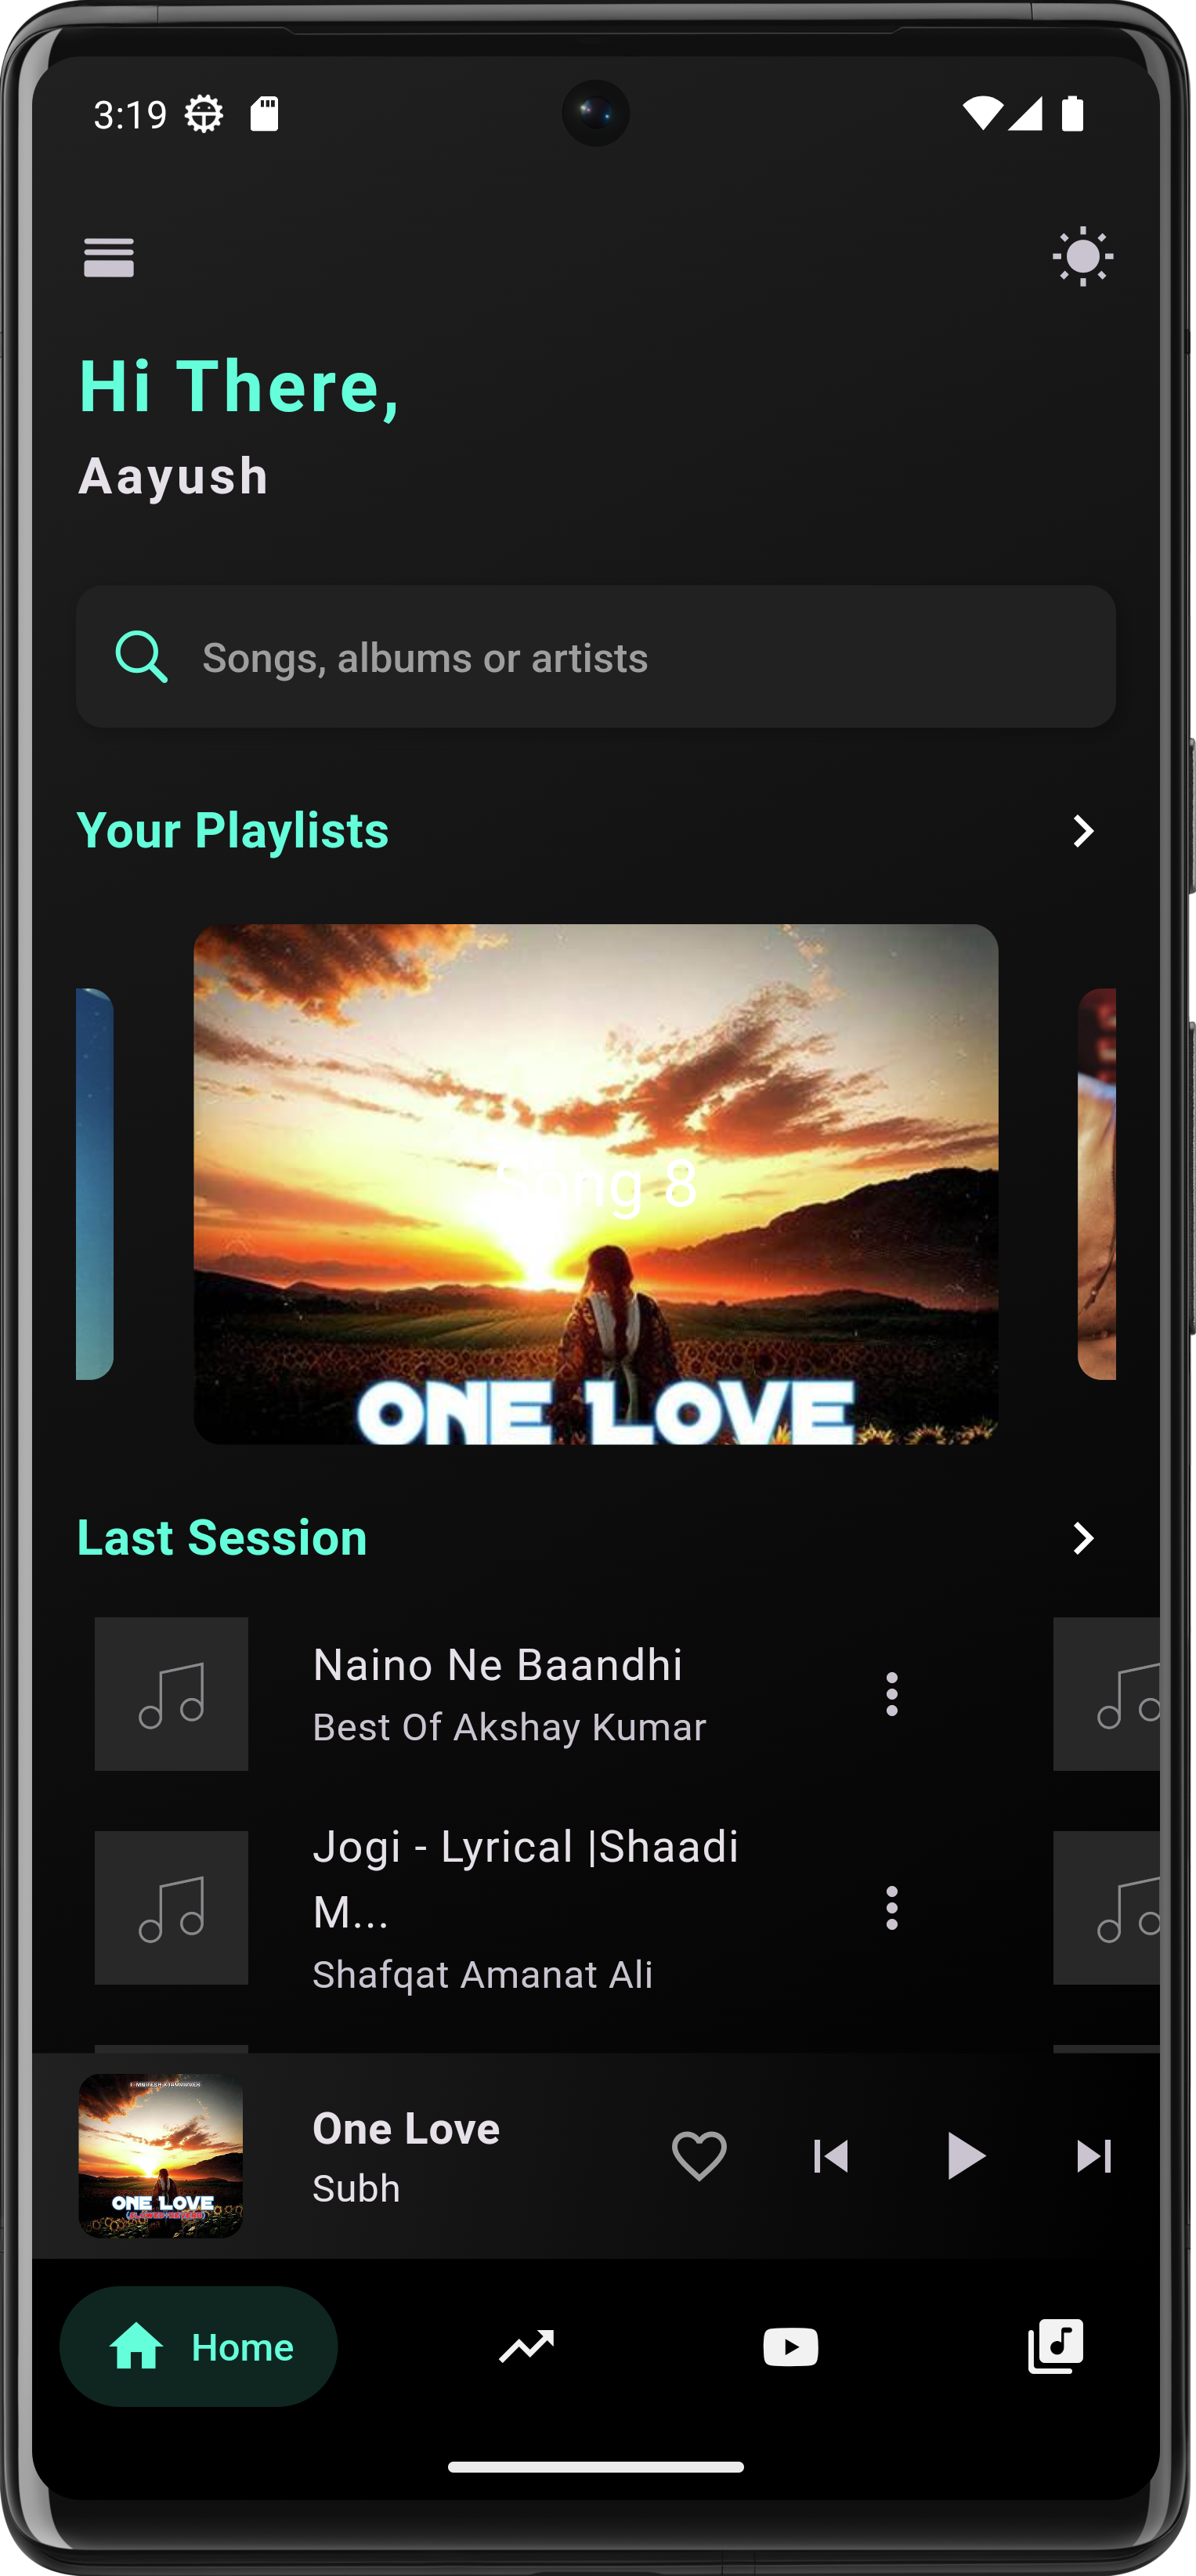 3:19
Hi There,
Aayush
Songs, albums or artists
Your Playlists
Song 8
ONE LOVE
Last Session
Naino Ne Baandhi
Best Of Akshay Kumar
Jogi - Lyrical |Shaadi
M...
Shafqat Amanat Ali
ONE LOVE
One Love
Subh
Home